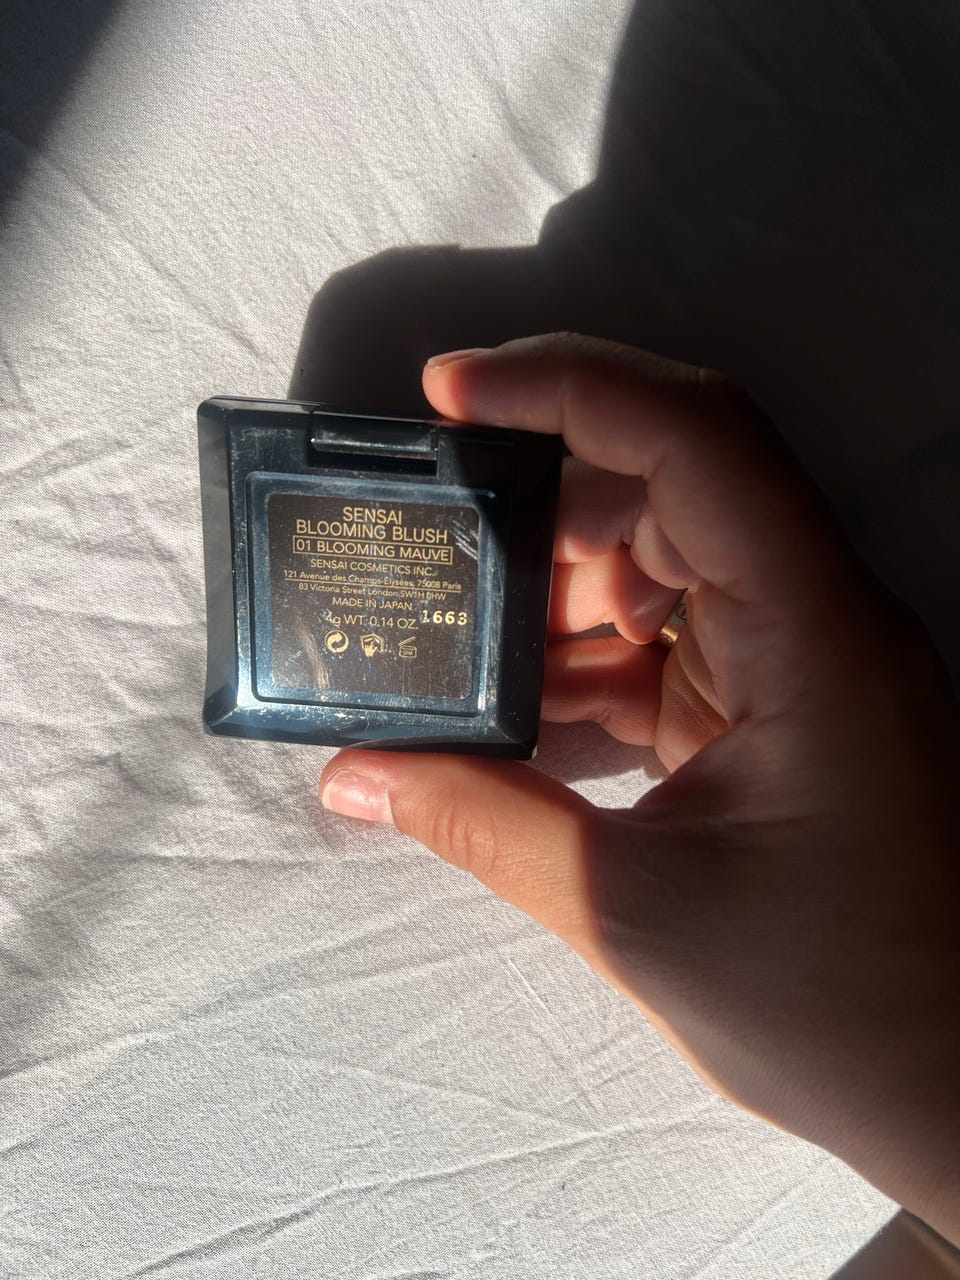 SENSAI
BLOOMING BLUSH
01 BLOOMING MAUVE
SENSAI COSMETICS INC.
121 Avenue des Champs-Elysées, 75008 Paris
83 Victoria Street London SW1H 0HW
MADE IN JAPAN
4g WT. 0.14 OZ.
1663
12M